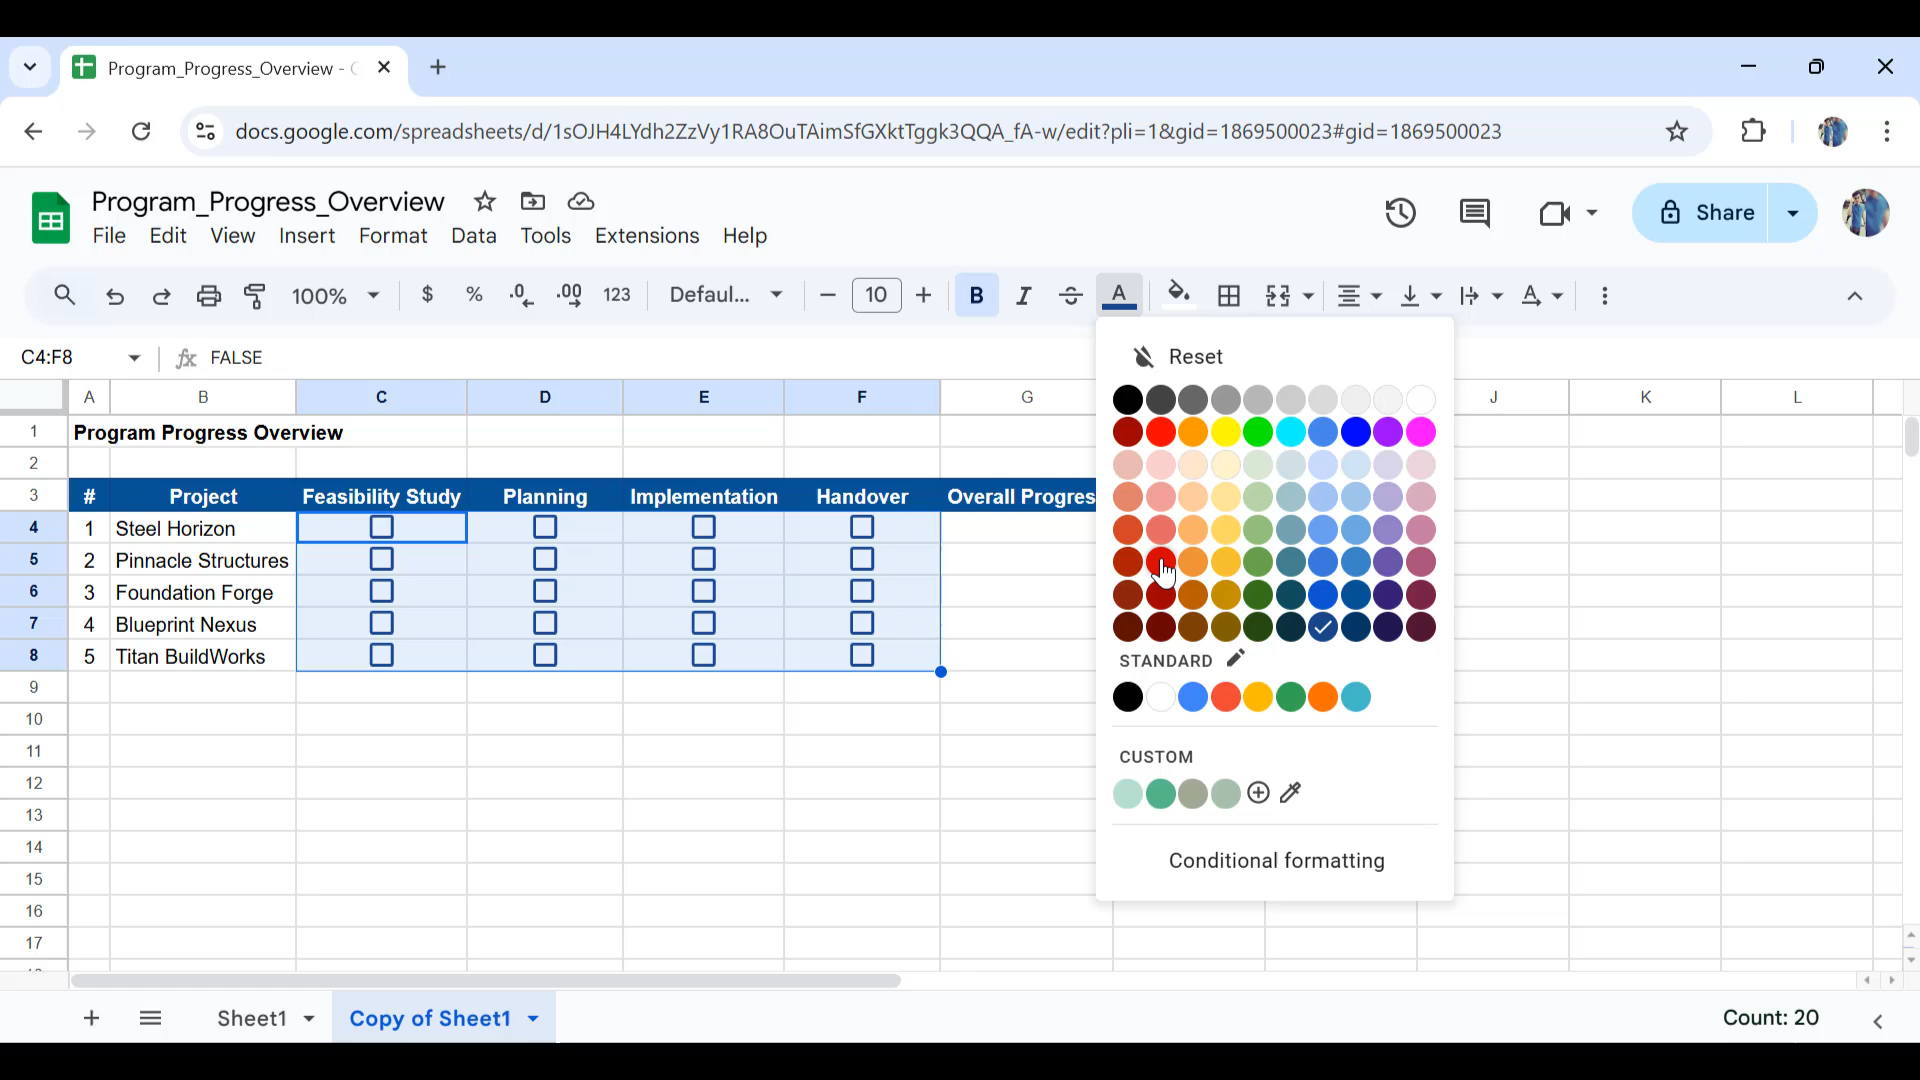 Program_Progress_Overview -
docs.google.com/spreadsheets/d/1sOJH4LYdh2ZzVy1RA8OuTAimSfGXktTggk3QQA_fA-w/edit?pli=1&gid=1869500023#gid=1869500023
Program_Progress_Overview
File Edit View Insert Format Data Tools Extensions Help
Share
100% $ % .0 .00 123 Defaul... 10 B I S A A
C4:F8 fx FALSE
Reset
A B C D E F G J K L
1 Program Progress Overview
2
3 # Project Feasibility Study Planning Implementation Handover Overall Progres
4 1 Steel Horizon
5 2 Pinnacle Structures
6 3 Foundation Forge
7 4 Blueprint Nexus
8 5 Titan BuildWorks
STANDARD
9
10
11
CUSTOM
12
13
14
Conditional formatting
15
16
17
Sheet1 Copy of Sheet1 Count: 20